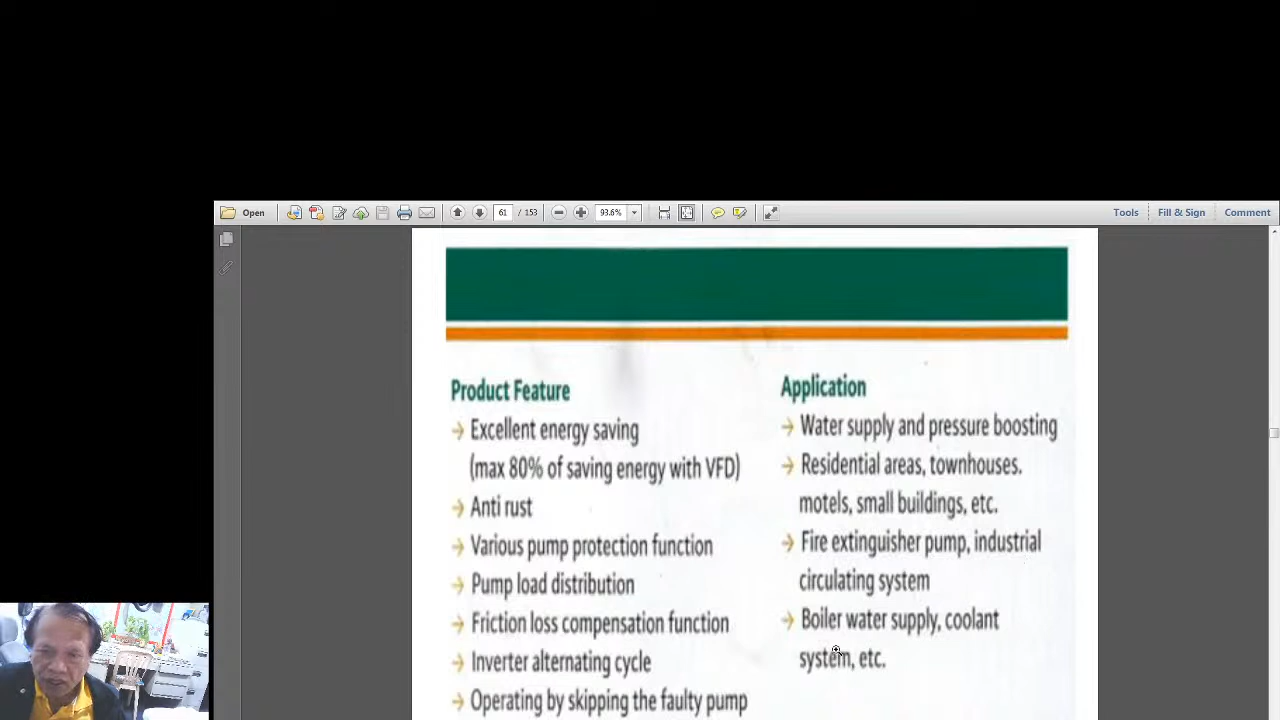 Open
61
/ 153
93.6%
Tools
Fill & Sign
Comment
Product Feature
→ Excellent energy saving
(max 80% of saving energy with VFD)
→ Anti rust
→ Various pump protection function
→ Pump load distribution
→ Friction loss compensation function
→ Inverter alternating cycle
→ Operating by skipping the faulty pump
Application
→ Water supply and pressure boosting
→ Residential areas, townhouses.
motels, small buildings, etc.
→ Fire extinguisher pump, industrial
circulating system
→ Boiler water supply, coolant
system, etc.